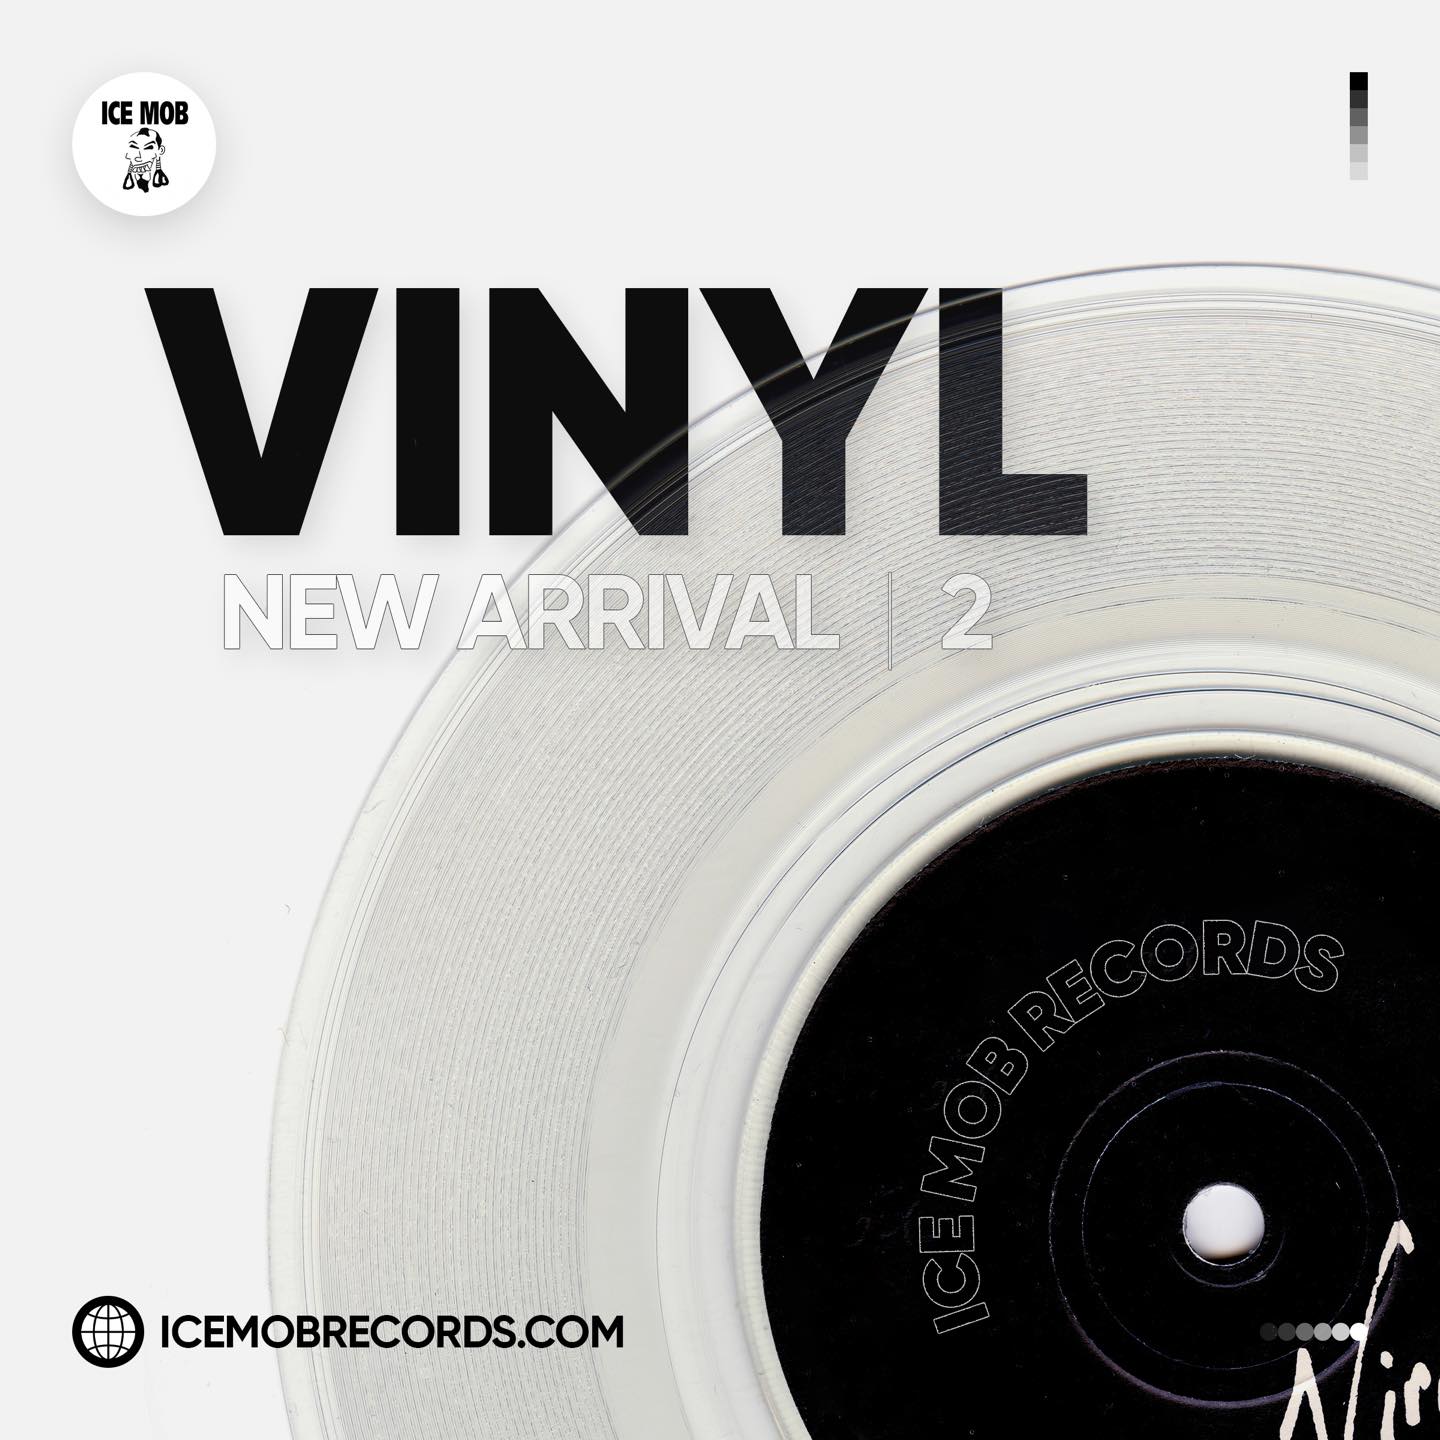 ICE MOB
VINYL
NEW ARRIVAL | 2
ICE MOB RECORDS
ICEMOBRECORDS.COM